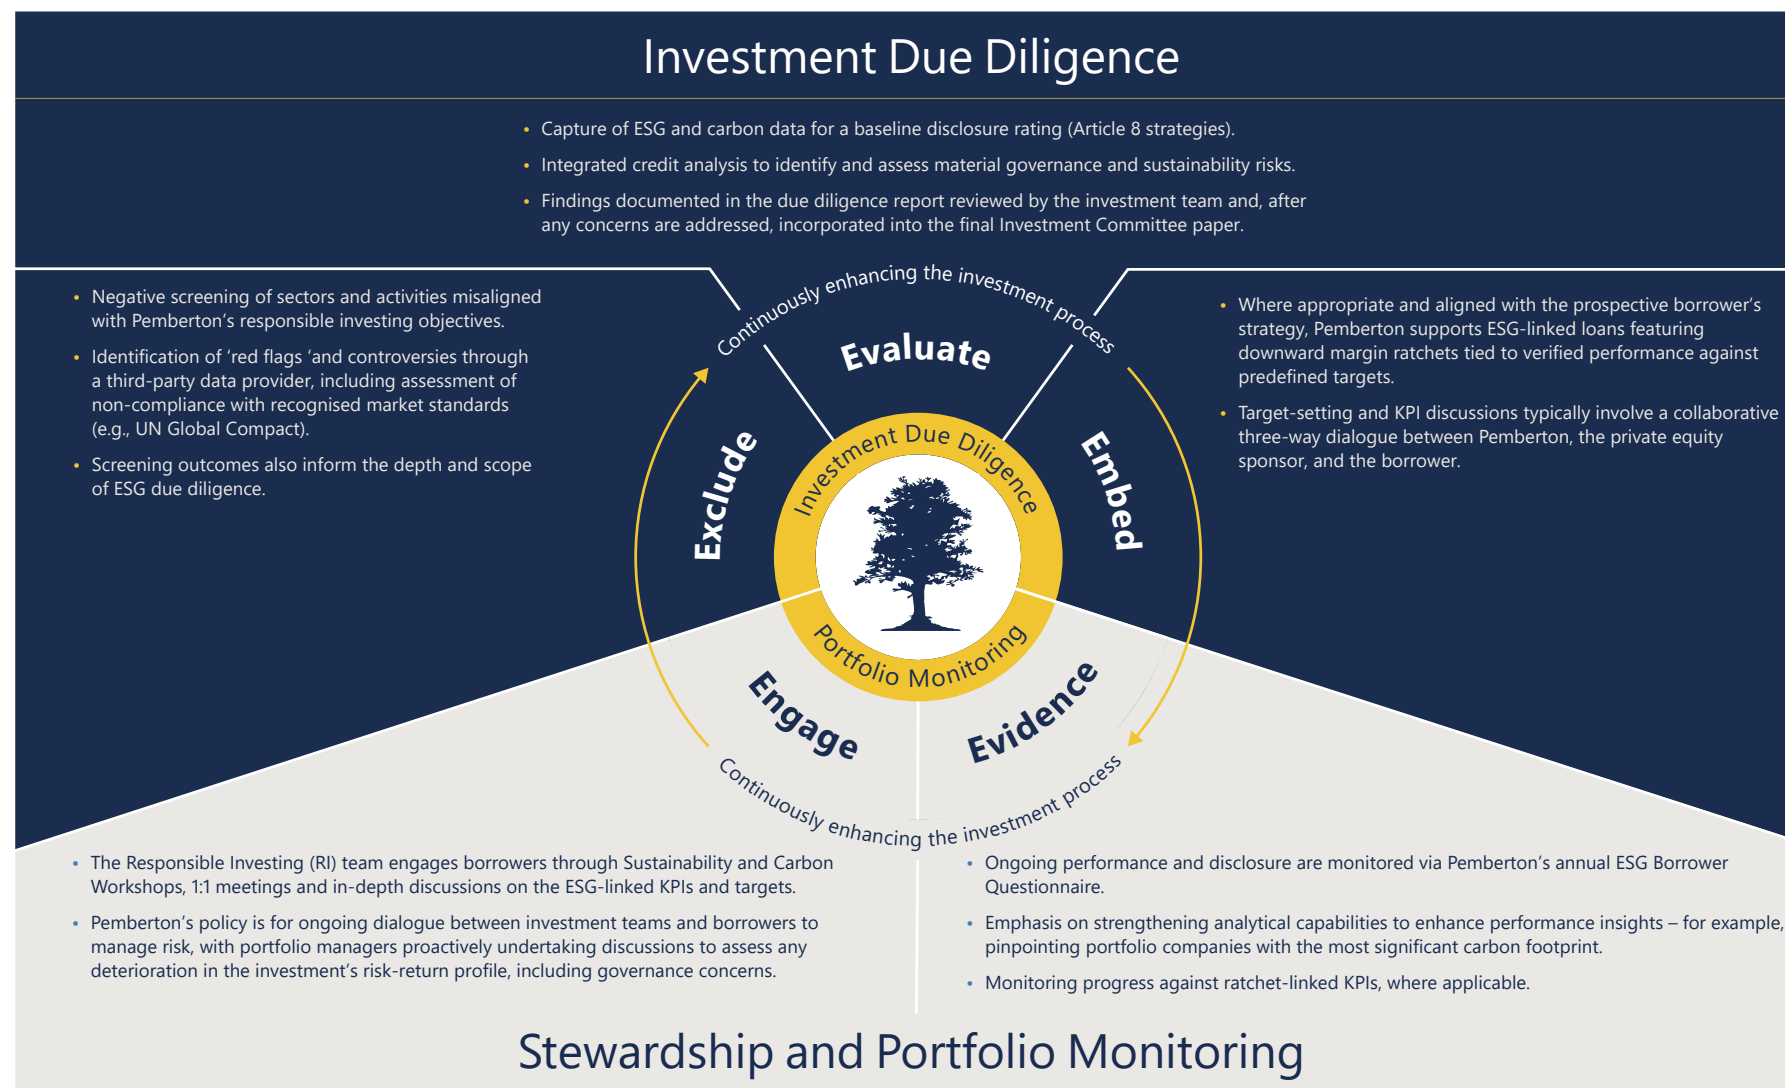 Investment Due Diligence
• Capture of ESG and carbon data for a baseline disclosure rating (Article 8 strategies).
• Integrated credit analysis to identify and assess material governance and sustainability risks.
• Findings documented in the due diligence report reviewed by the investment team and, after
any concerns are addressed, incorporated into the final Investment Committee paper.
• Negative screening of sectors and activities misaligned
with Pemberton’s responsible investing objectives.
• Identification of ‘red flags ‘and controversies through
a third-party data provider, including assessment of
non-compliance with recognised market standards
(e.g., UN Global Compact).
• Screening outcomes also inform the depth and scope
of ESG due diligence.
Continuously enhancing the investment process
Exclude
Evaluate
Embed
Investment Due Diligence
• Where appropriate and aligned with the prospective borrower’s
strategy, Pemberton supports ESG-linked loans featuring
downward margin ratchets tied to verified performance against
predefined targets.
• Target-setting and KPI discussions typically involve a collaborative
three-way dialogue between Pemberton, the private equity
sponsor, and the borrower.
Portfolio Monitoring
Engage
Evidence
Continuously enhancing the investment process
• The Responsible Investing (RI) team engages borrowers through Sustainability and Carbon
Workshops, 1:1 meetings and in-depth discussions on the ESG-linked KPIs and targets.
• Pemberton’s policy is for ongoing dialogue between investment teams and borrowers to
manage risk, with portfolio managers proactively undertaking discussions to assess any
deterioration in the investment’s risk-return profile, including governance concerns.
• Ongoing performance and disclosure are monitored via Pemberton’s annual ESG Borrower
Questionnaire.
• Emphasis on strengthening analytical capabilities to enhance performance insights – for example,
pinpointing portfolio companies with the most significant carbon footprint.
• Monitoring progress against ratchet-linked KPIs, where applicable.
Stewardship and Portfolio Monitoring